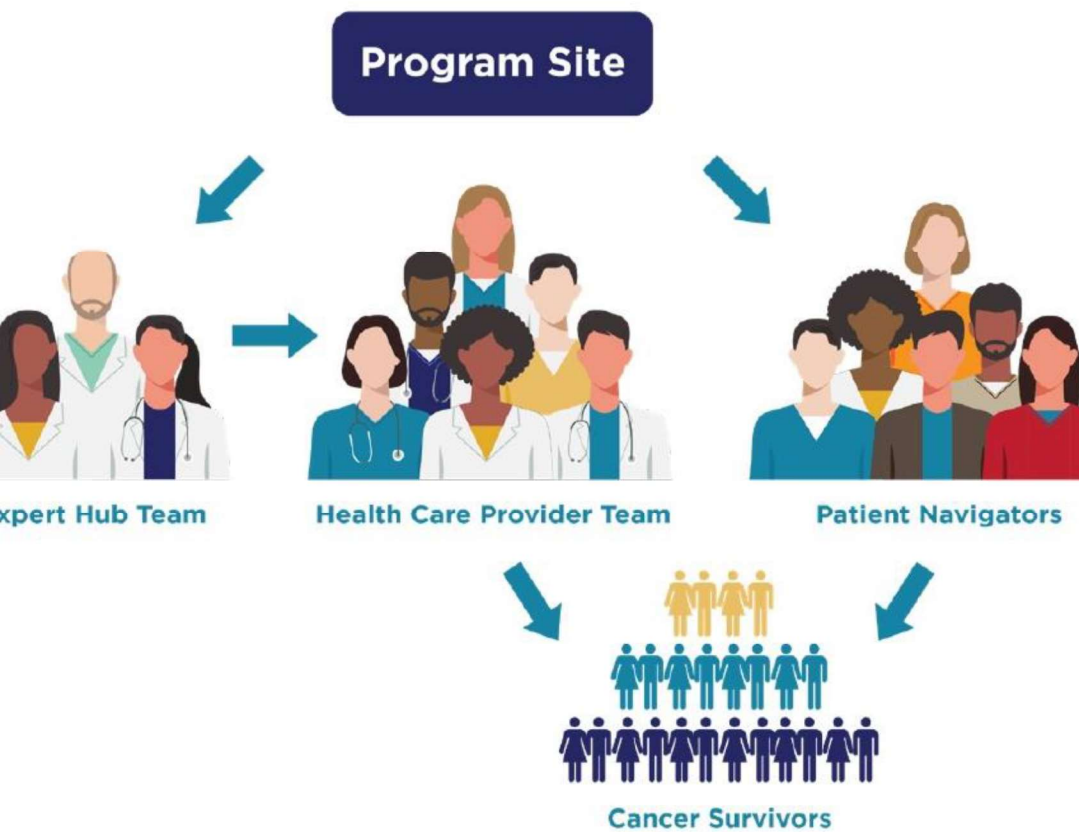 Program Site
xpert Hub Team
Health Care Provider Team
Patient Navigators
Cancer Survivors